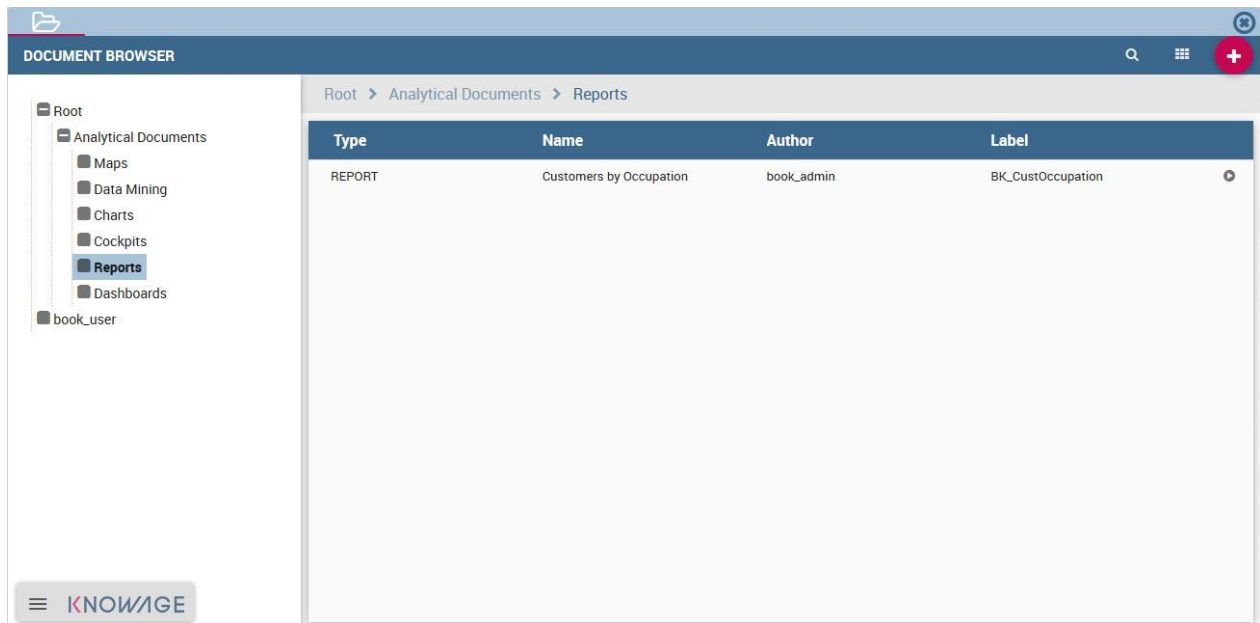 DOCUMENT BROWSER
Root
Analytical Documents
Maps
Data Mining
Charts
Cockpits
Reports
Dashboards
book_user
Root > Analytical Documents > Reports
Type Name Author Label
REPORT Customers by Occupation book_admin BK_CustOccupation
KNOWAGE